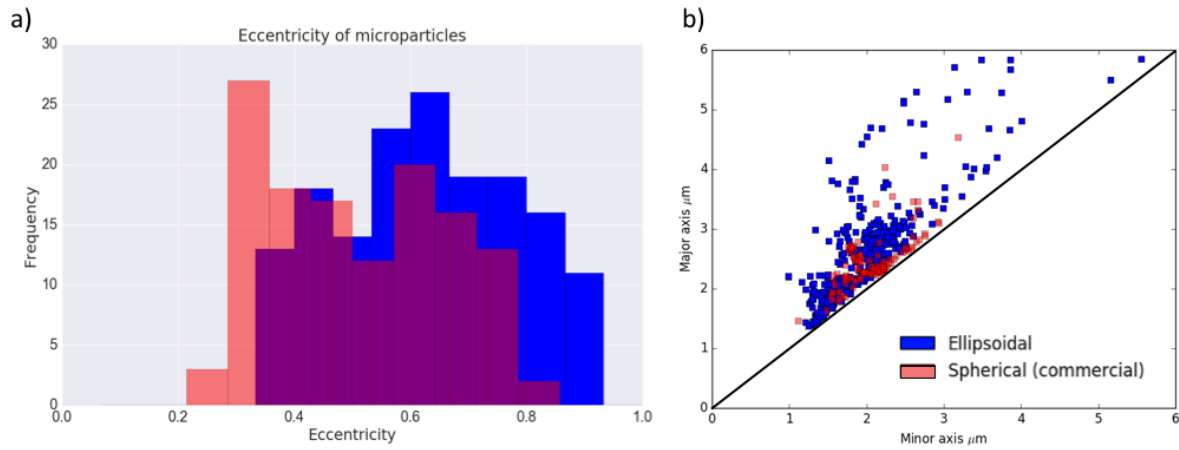 a)
Eccentricity of microparticles
30
25
20
15
10
5
0
Frequency
0.0 0.2 0.4 0.6 0.8 1.0
Eccentricity
b)
6
5
4
3
2
1
0
Major axis μm
Ellipsoidal
Spherical (commercial)
0 1 2 3 4 5 6
Minor axis μm